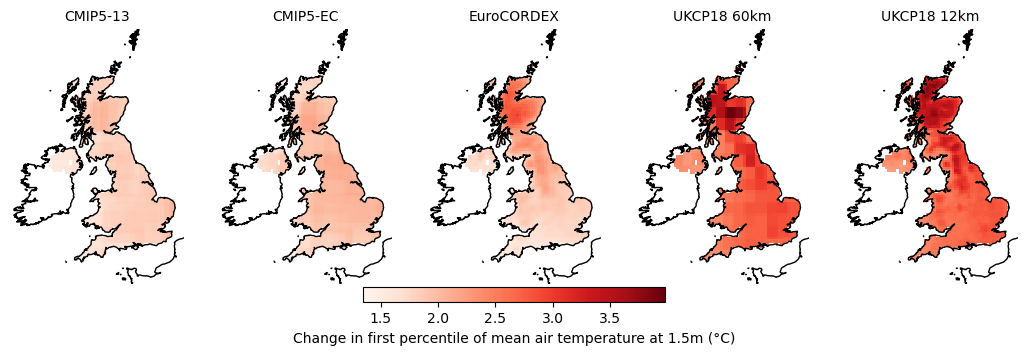 CMIP5-13 CMIP5-EC EuroCORDEX UKCP18 60km UKCP18 12km
1.5 2.0 2.5 3.0 3.5
Change in first percentile of mean air temperature at 1.5m (°C)